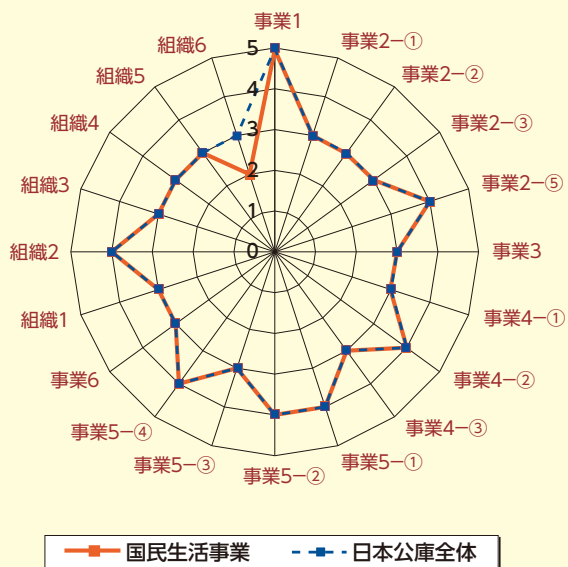 事業1
事業2−①
事業2−②
事業2−③
事業2−⑤
事業3
事業4−①
事業4−②
事業4−③
事業5−①
事業5−②
事業5−③
事業5−④
事業6
組織1
組織2
組織3
組織4
組織5
組織6
5
4
3
2
1
0
国民生活事業 日本公庫全体